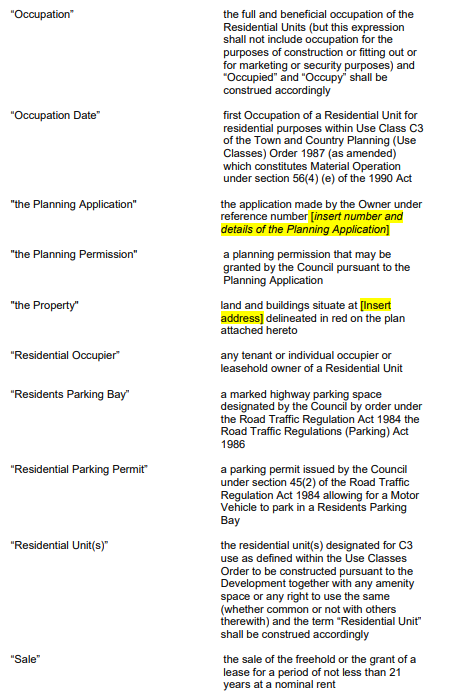 “Occupation” the full and beneficial occupation of the
Residential Units (but this expression
shall not include occupation for the
purposes of construction or fitting out or
for marketing or security purposes) and
“Occupied” and “Occupy” shall be
construed accordingly
“Occupation Date” first Occupation of a Residential Unit for
residential purposes within Use Class C3
of the Town and Country Planning (Use
Classes) Order 1987 (as amended)
which constitutes Material Operation
under section 56(4) (e) of the 1990 Act
"the Planning Application" the application made by the Owner under
reference number [insert number and
details of the Planning Application]
"the Planning Permission" a planning permission that may be
granted by the Council pursuant to the
Planning Application
"the Property" land and buildings situate at [Insert
address] delineated in red on the plan
attached hereto
“Residential Occupier” any tenant or individual occupier or
leasehold owner of a Residential Unit
“Residents Parking Bay” a marked highway parking space
designated by the Council by order under
the Road Traffic Regulation Act 1984 the
Road Traffic Regulations (Parking) Act
1986
“Residential Parking Permit” a parking permit issued by the Council
under section 45(2) of the Road Traffic
Regulation Act 1984 allowing for a Motor
Vehicle to park in a Residents Parking
Bay
“Residential Unit(s)” the residential unit(s) designated for C3
use as defined within the Use Classes
Order to be constructed pursuant to the
Development together with any amenity
space or any right to use the same
(whether common or not with others
therewith) and the term “Residential Unit”
shall be construed accordingly
“Sale” the sale of the freehold or the grant of a
lease for a period of not less than 21
years at a nominal rent